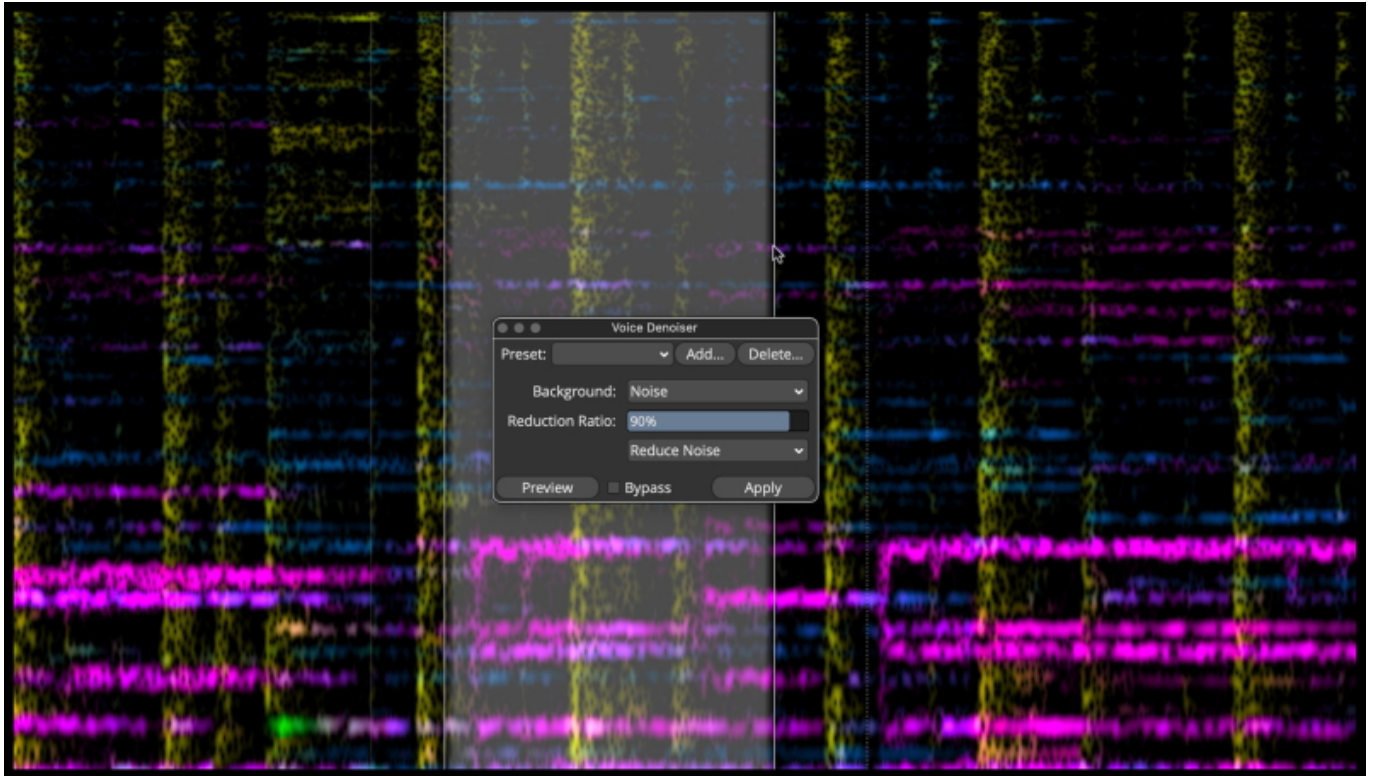 Voice Denoiser
Preset: Add... Delete...
Background: Noise
Reduction Ratio: 90%
Reduce Noise
Preview Bypass Apply